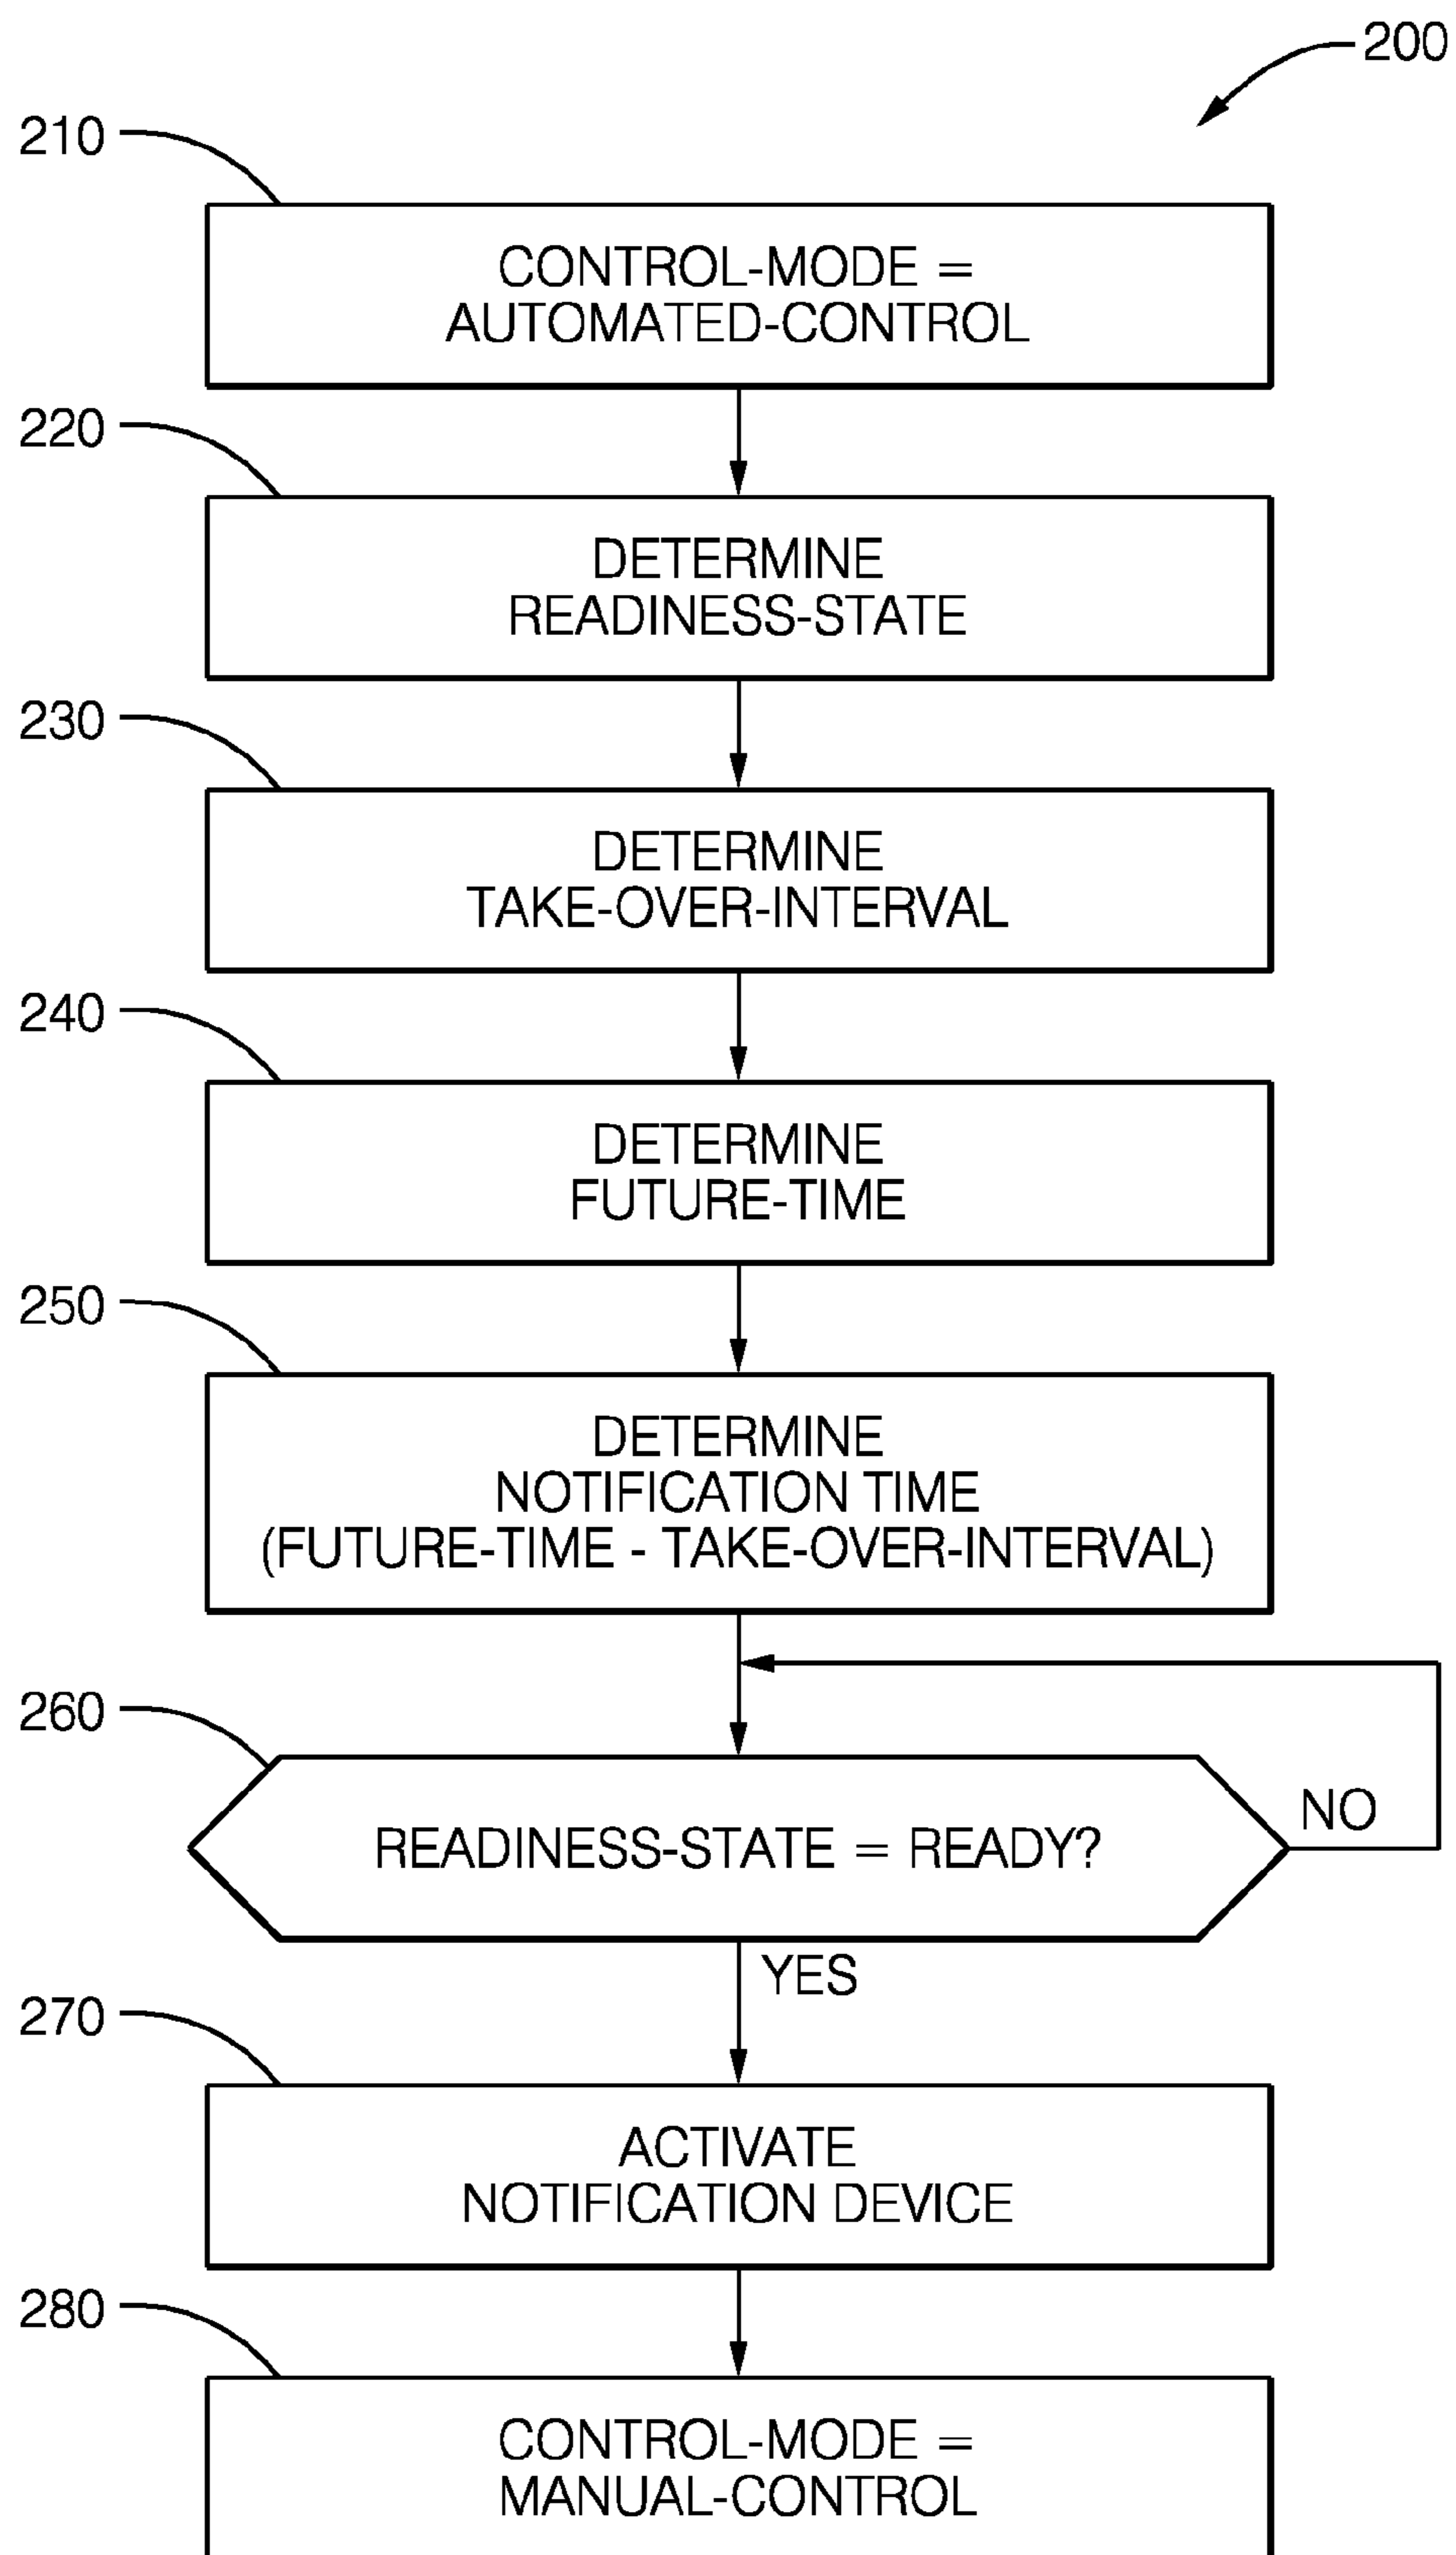 200
210
CONTROL-MODE =
AUTOMATED-CONTROL
220
DETERMINE
READINESS-STATE
230
DETERMINE
TAKE-OVER-INTERVAL
240
DETERMINE
FUTURE-TIME
250
DETERMINE
NOTIFICATION TIME
(FUTURE-TIME - TAKE-OVER-INTERVAL)
260
READINESS-STATE = READY?
NO
YES
270
ACTIVATE
NOTIFICATION DEVICE
280
CONTROL-MODE =
MANUAL-CONTROL